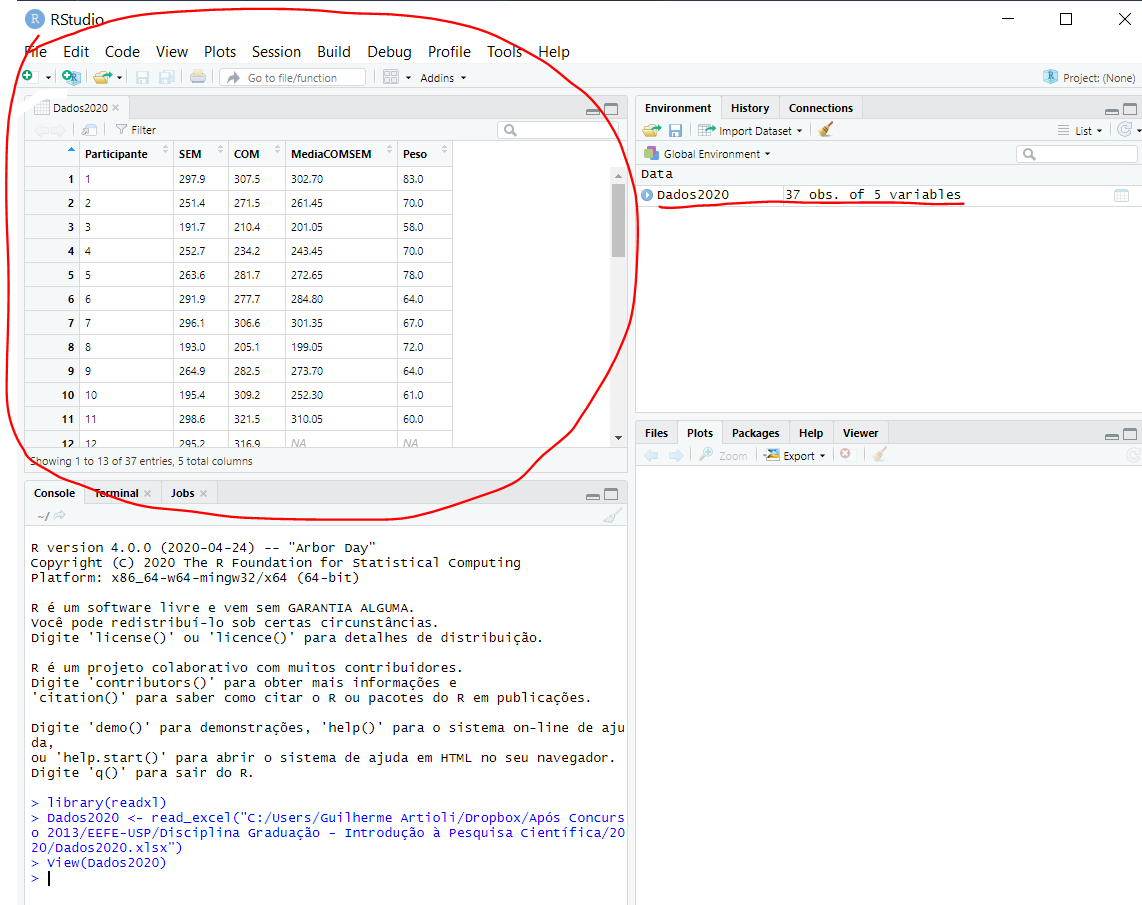 RStudio
File Edit Code View Plots Session Build Debug Profile Tools Help
Go to file/function Addins Project: (None)
Dados2020
Filter
Participante SEM COM MediaCOMSEM Peso
1 1 297.9 307.5 302.70 83.0
2 2 251.4 271.5 261.45 70.0
3 3 191.7 210.4 201.05 58.0
4 4 252.7 234.2 243.45 70.0
5 5 263.6 281.7 272.65 78.0
6 6 291.9 277.7 284.80 64.0
7 7 296.1 306.6 301.35 67.0
8 8 193.0 205.1 199.05 72.0
9 9 264.9 282.5 273.70 64.0
10 10 195.4 309.2 252.30 61.0
11 11 298.6 321.5 310.05 60.0
12 12 295.2 316.9 NA NA
Showing 1 to 13 of 37 entries, 5 total columns
Console Terminal Jobs
~/
R version 4.0.0 (2020-04-24) -- "Arbor Day"
Copyright (C) 2020 The R Foundation for Statistical Computing
Platform: x86_64-w64-mingw32/x64 (64-bit)
R é um software livre e vem sem GARANTIA ALGUMA.
Você pode redistribuí-lo sob certas circunstâncias.
Digite 'license()' ou 'licence()' para detalhes de distribuição.
R é um projeto colaborativo com muitos contribuidores.
Digite 'contributors()' para obter mais informações e
'citation()' para saber como citar o R ou pacotes do R em publicações.
Digite 'demo()' para demonstrações, 'help()' para o sistema on-line de aju
da,
ou 'help.start()' para abrir o sistema de ajuda em HTML no seu navegador.
Digite 'q()' para sair do R.
> library(readxl)
> Dados2020 <- read_excel("C:/Users/Guilherme Artioli/Dropbox/Após Concurs
o 2013/EEFE-USP/Disciplina Graduação - Introdução à Pesquisa Científica/20
20/Dados2020.xlsx")
> View(Dados2020)
>
Environment History Connections
Import Dataset List
Global Environment
Data
Dados2020 37 obs. of 5 variables
Files Plots Packages Help Viewer
Zoom Export